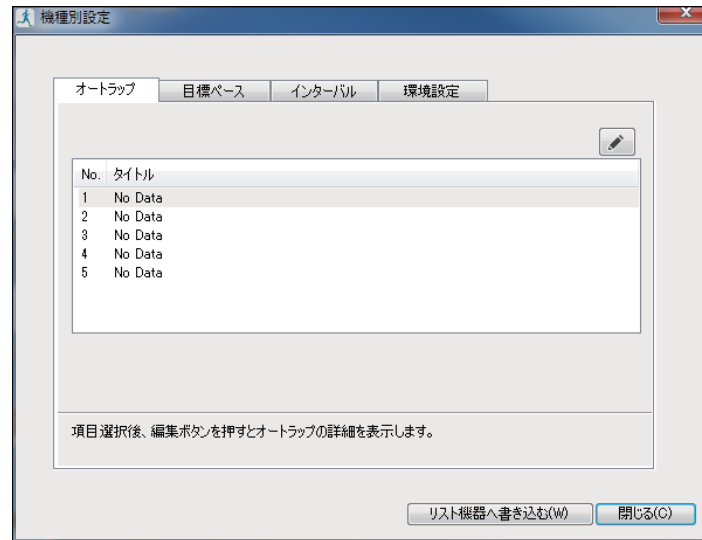 機種別設定
オートラップ 目標ペース インターバル 環境設定
No. タイトル
1 No Data
2 No Data
3 No Data
4 No Data
5 No Data
項目選択後、編集ボタンを押すとオートラップの詳細を表示します。
リスト機器へ書き込む(W) 閉じる(C)